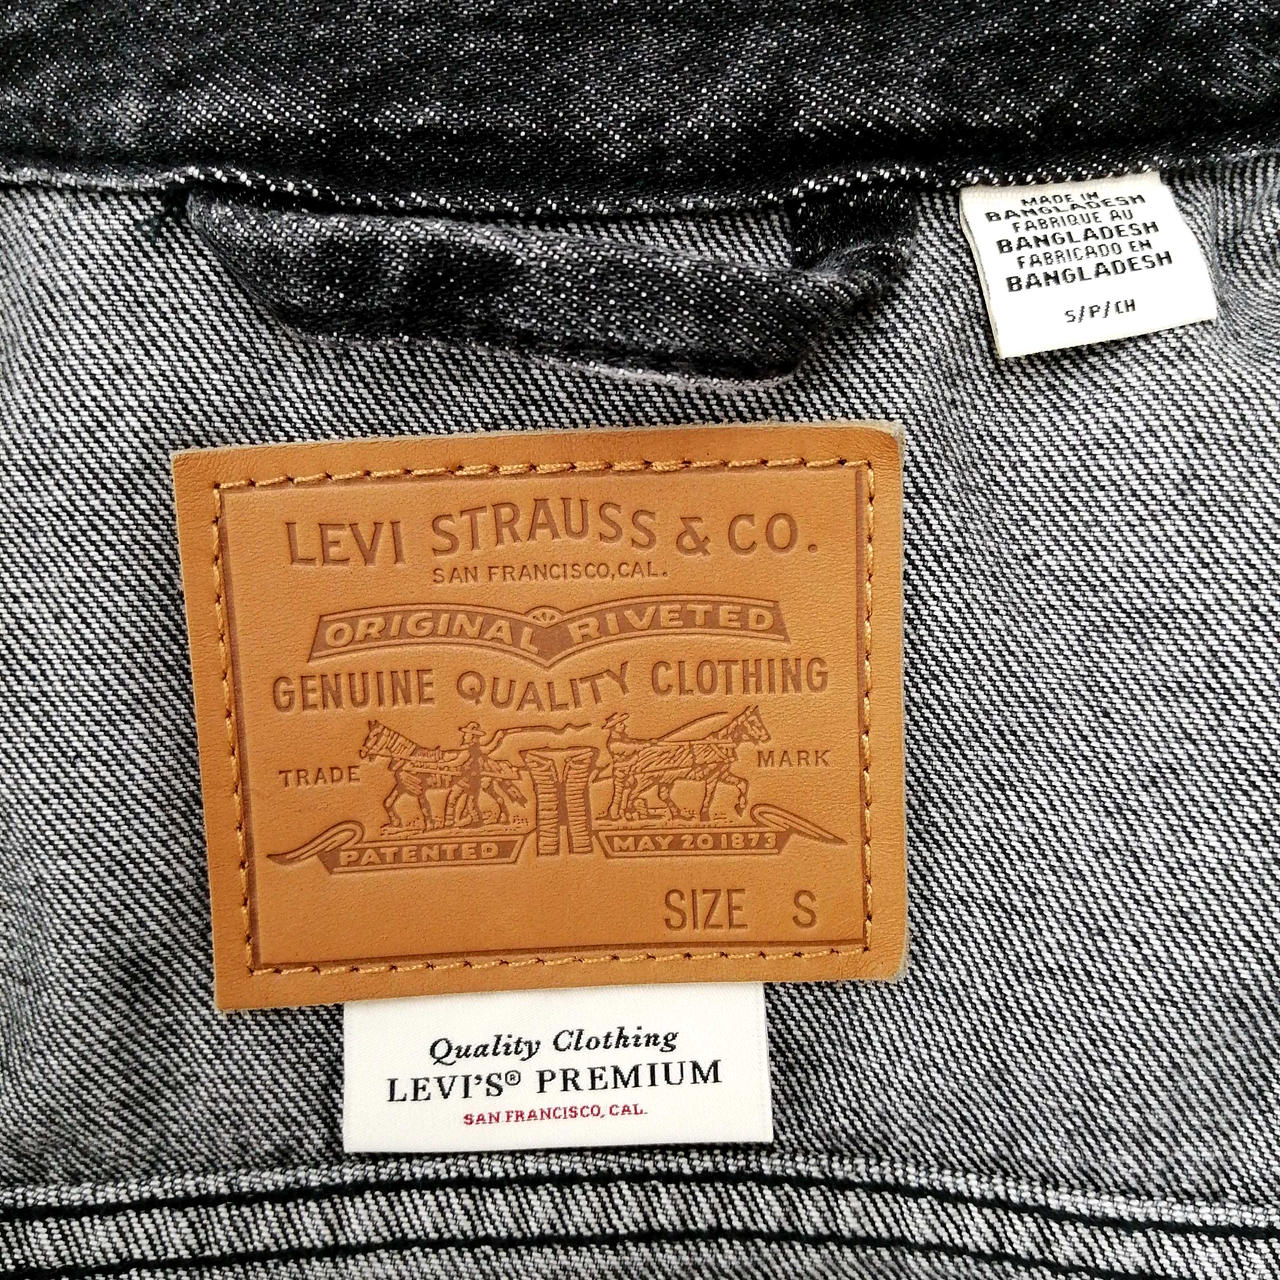 MADE IN
BANGLADESH
FABRIQUE AU
BANGLADESH
FABRICADO EN
BANGLADESH
S/P/CH
LEVI STRAUSS & CO.
SAN FRANCISCO, CAL.
ORIGINAL RIVETED
GENUINE QUALITY CLOTHING
TRADE MARK
PATENTED MAY 20 1873
SIZE S
Quality Clothing
LEVI'S® PREMIUM
SAN FRANCISCO, CAL.